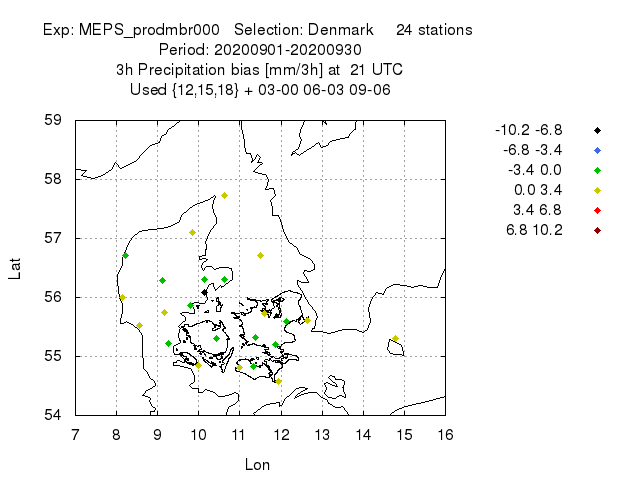 Exp: MEPS_prodmbr000 Selection: Denmark 24 stations
Period: 20200901-20200930
3h Precipitation bias [mm/3h] at 21 UTC
Used {12,15,18} + 03-00 06-03 09-06
59
58
57
56
55
54
Lat
7 8 9 10 11 12 13 14 15 16
Lon
-10.2 -6.8
-6.8 -3.4
-3.4 0.0
0.0 3.4
3.4 6.8
6.8 10.2